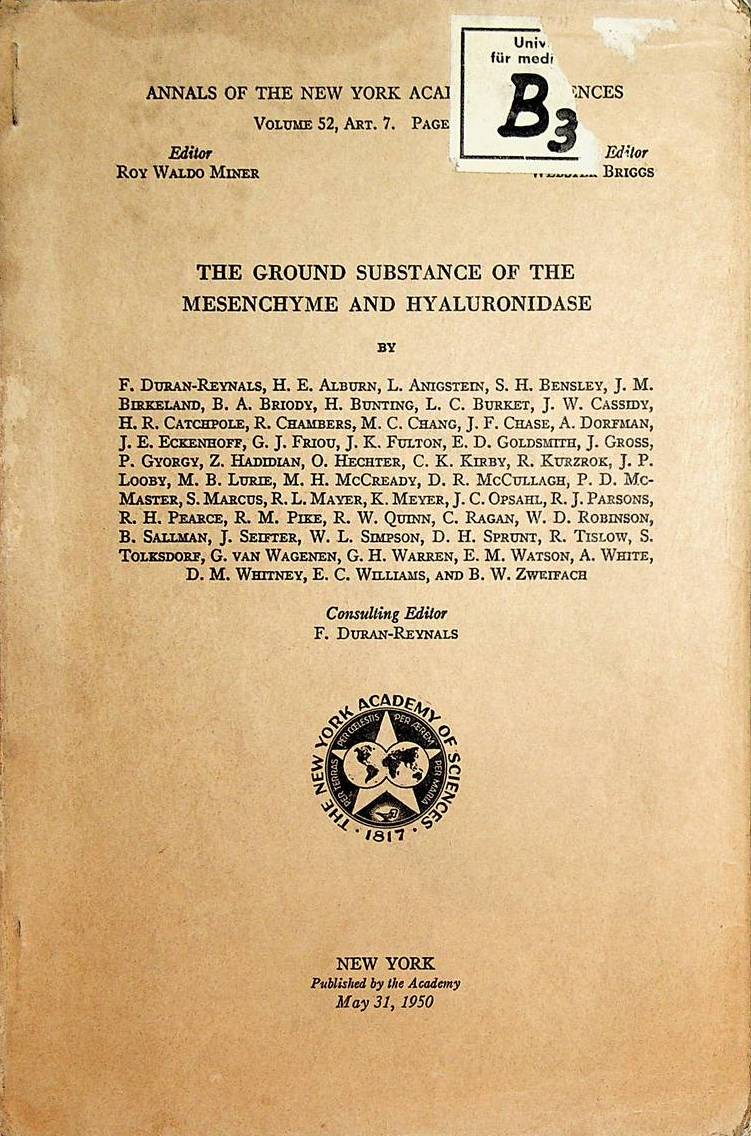 Univ
für medi
B3
ANNALS OF THE NEW YORK ACA ENCES
VOLUME 52, ART. 7. PAGE
Editor Editor
ROY WALDO MINER BRIGGS
THE GROUND SUBSTANCE OF THE
MESENCHYME AND HYALURONIDASE
BY
F. DURAN-REYNALS, H. E. ALBURN, L. ANIGSTEIN, S. H. BENSLEY, J. M.
BIRKELAND, B. A. BRIODY, H. BUNTING, L. C. BURKET, J. W. CASSIDY,
H. R. CATCHPOLE, R. CHAMBERS, M. C. CHANG, J. F. CHASE, A. DORFMAN,
J. E. ECKENHOFF, G. J. FRIOU, J. K. FULTON, E. D. GOLDSMITH, J. GROSS,
P. GYORGY, Z. HADIDIAN, O. HECHTER, C. K. KIRBY, R. KURZROK, J. P.
LOOBY, M. B. LURIE, M. H. MCCREADY, D. R. MCCULLAGH, P. D. MC-
MASTER, S. MARCUS, R. L. MAYER, K. MEYER, J. C. OPSAHL, R. J. PARSONS,
R. H. PEARCE, R. M. PIKE, R. W. QUINN, C. RAGAN, W. D. ROBINSON,
B. SALLMAN, J. SEIFTER, W. L. SIMPSON, D. H. SPRUNT, R. TISLOW, S.
TOLKSDORF, G. VAN WAGENEN, G. H. WARREN, E. M. WATSON, A. WHITE,
D. M. WHITNEY, E. C. WILLIAMS, AND B. W. ZWEIFACH
Consulting Editor
F. DURAN-REYNALS
THE NEW YORK ACADEMY OF SCIENCES
PER TERRAS PER CŒLESTIS PER ÆREM PER MARIA
· 1817 ·
NEW YORK
Published by the Academy
May 31, 1950